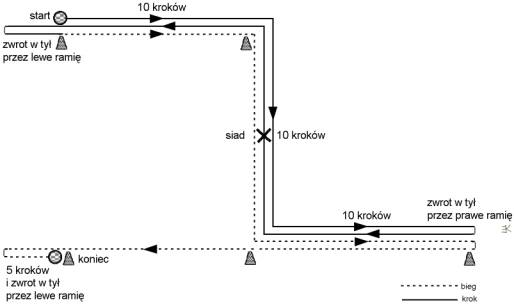 10 kroków
start
zwrot w tył
przez lewe ramię
siad
10 kroków
zwrot w tył
przez prawe ramię
10 kroków
koniec
5 kroków
i zwrot w tył
przez lewe ramię
bieg
krok